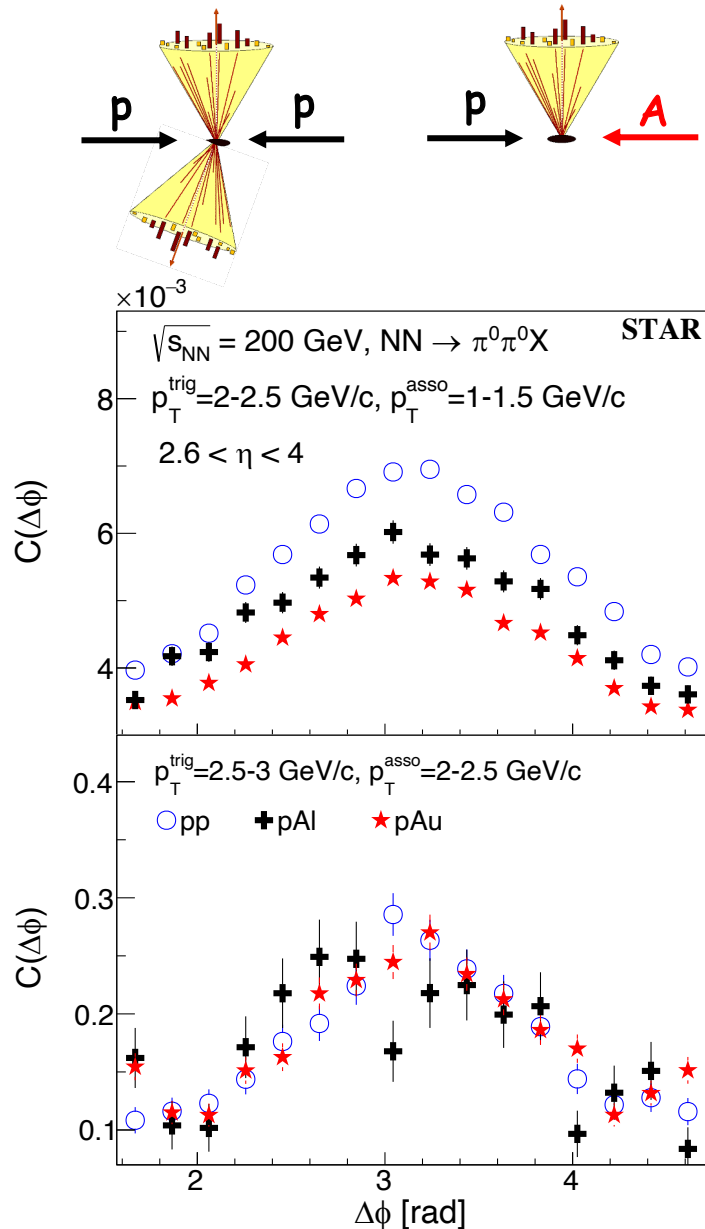 p p p A
×10⁻³
STAR
√s_NN = 200 GeV, NN → π⁰π⁰X
p_T^trig=2-2.5 GeV/c, p_T^asso=1-1.5 GeV/c
2.6 < η < 4
8
6
4
C(Δϕ)
p_T^trig=2.5-3 GeV/c, p_T^asso=2-2.5 GeV/c
pp pAl pAu
0.4
0.3
0.2
0.1
C(Δϕ)
2 3 4
Δϕ [rad]